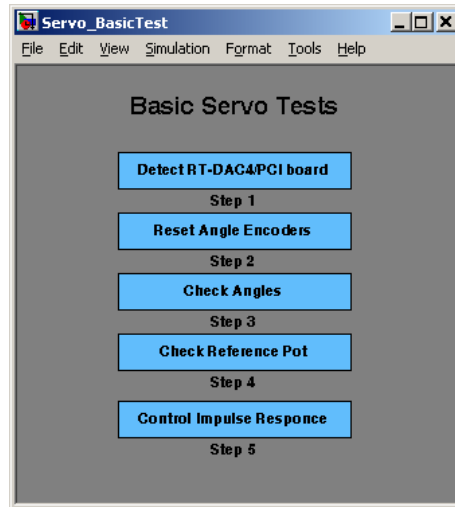 Servo_BasicTest
File Edit View Simulation Format Tools Help
Basic Servo Tests
Detect RT-DAC4/PCI board
Step 1
Reset Angle Encoders
Step 2
Check Angles
Step 3
Check Reference Pot
Step 4
Control Impulse Responce
Step 5